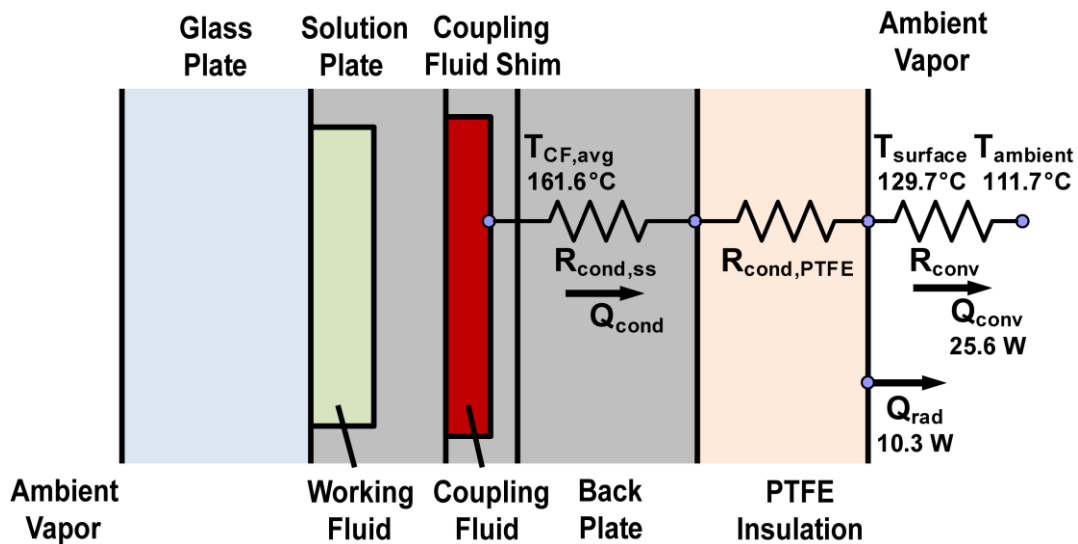 Glass
Plate
Solution
Plate
Coupling
Fluid Shim
Ambient
Vapor
T_CF,avg
161.6°C
T_surface
129.7°C
T_ambient
111.7°C
R_cond,ss
Q_cond
R_cond,PTFE
R_conv
Q_conv
25.6 W
Q_rad
10.3 W
Ambient
Vapor
Working
Fluid
Coupling
Fluid
Back
Plate
PTFE
Insulation